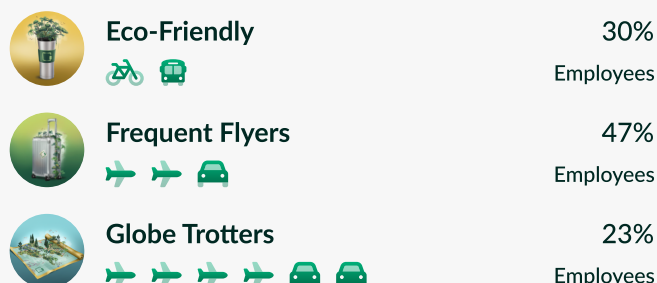 Eco-Friendly
30%
Employees
Frequent Flyers
47%
Employees
Globe Trotters
23%
Employees